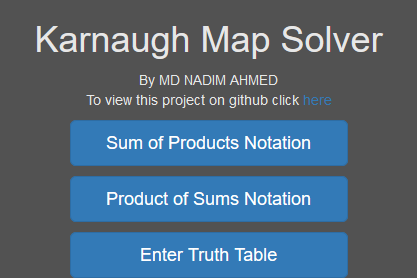 Karnaugh Map Solver
By MD NADIM AHMED
To view this project on github click here
Sum of Products Notation
Product of Sums Notation
Enter Truth Table